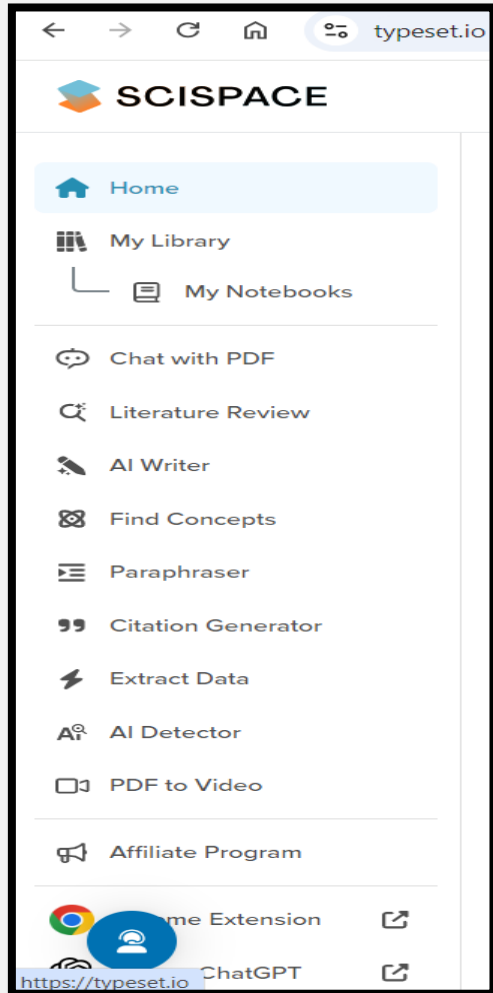 typeset.io
SCISPACE
Home
My Library
My Notebooks
Chat with PDF
Literature Review
AI Writer
Find Concepts
Paraphraser
Citation Generator
Extract Data
AI Detector
PDF to Video
Affiliate Program
Extension
ChatGPT
https://typeset.io